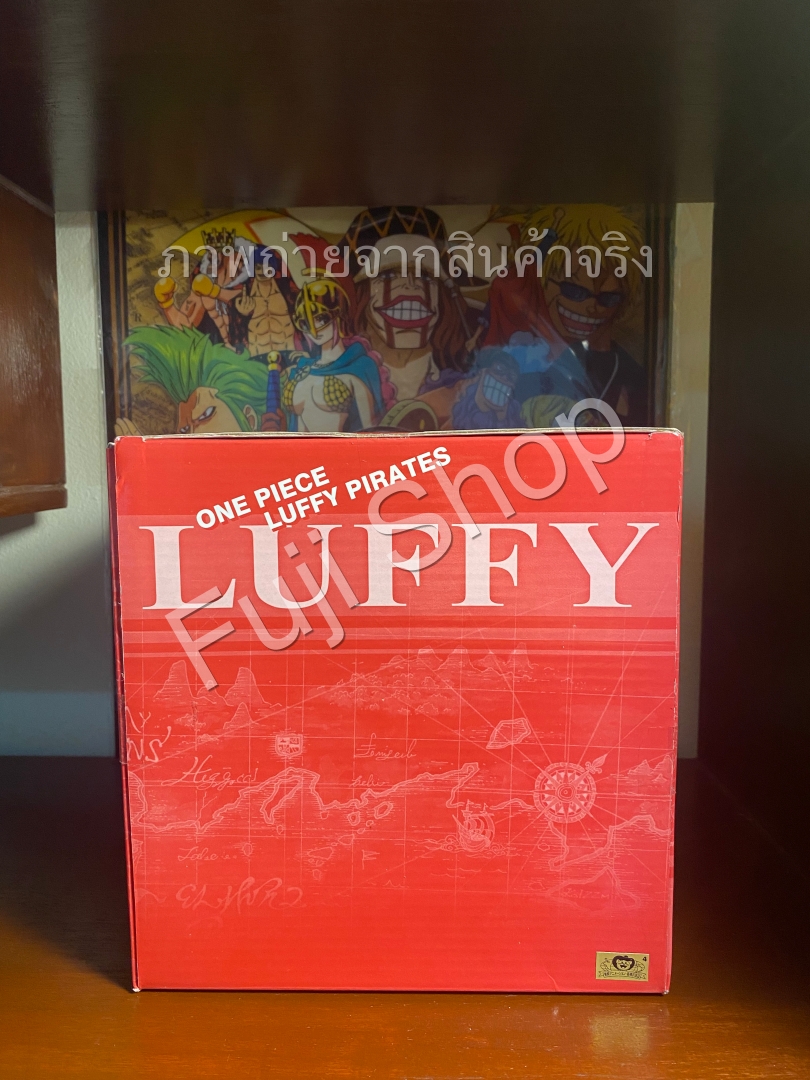 ภาพถ่ายจากสินค้าจริง
ONE PIECE
LUFFY PIRATES
LUFFY
Fuji Shop
4